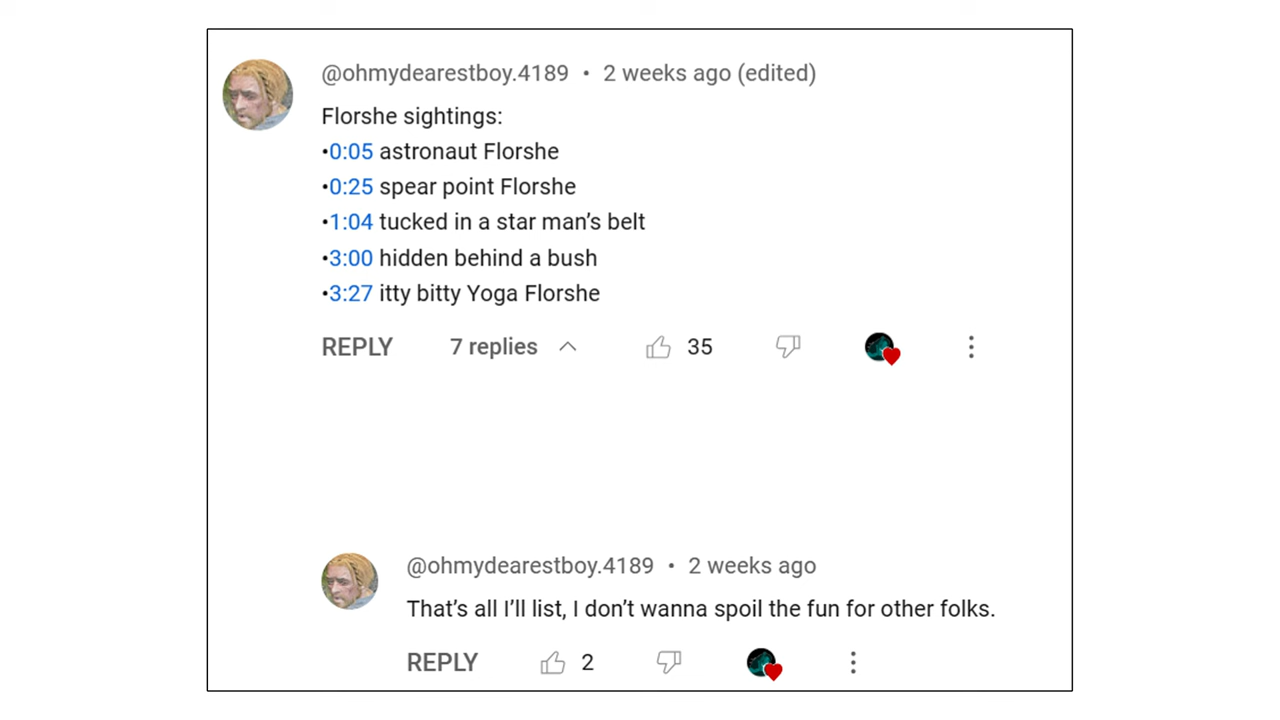 @ohmydearestboy.4189 • 2 weeks ago (edited)
Florshe sightings:
•0:05 astronaut Florshe
•0:25 spear point Florshe
•1:04 tucked in a star man’s belt
•3:00 hidden behind a bush
•3:27 itty bitty Yoga Florshe
REPLY 7 replies 35
@ohmydearestboy.4189 • 2 weeks ago
That’s all I’ll list, I don’t wanna spoil the fun for other folks.
REPLY 2